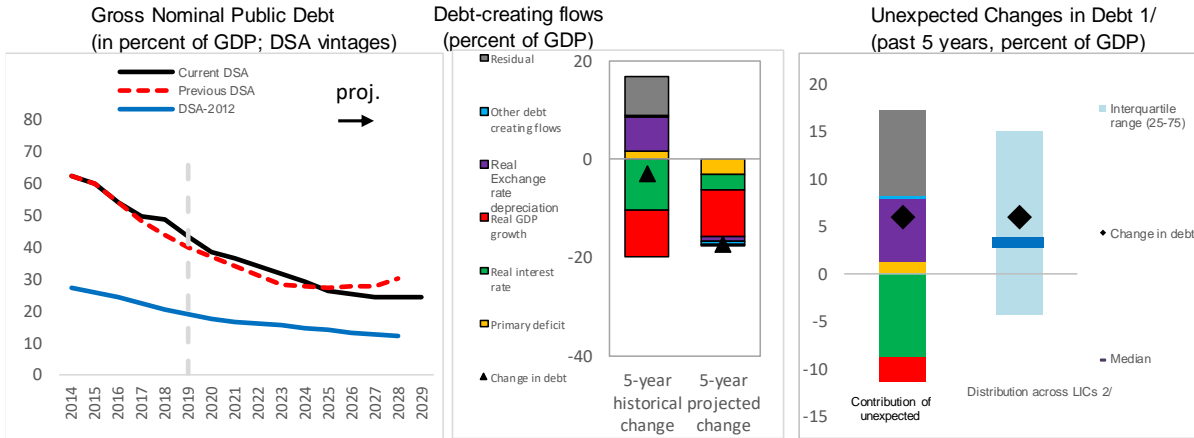 Gross Nominal Public Debt
(in percent of GDP; DSA vintages)
Current DSA
Previous DSA
DSA-2012
proj.
80
70
60
50
40
30
20
10
0
2014
2015
2016
2017
2018
2019
2020
2021
2022
2023
2024
2025
2026
2027
2028
2029
Debt-creating flows
(percent of GDP)
Residual
Other debt
creating flows
Real
Exchange rate
depreciation
Real GDP
growth
Real interest
rate
Primary deficit
Change in debt
20
0
-20
-40
5-year
historical
change
5-year
projected
change
Unexpected Changes in Debt 1/
(past 5 years, percent of GDP)
20
15
10
5
0
-5
-10
-15
Interquartile
range (25-75)
Change in debt
Median
Contribution of
unexpected
Distribution across LICs 2/